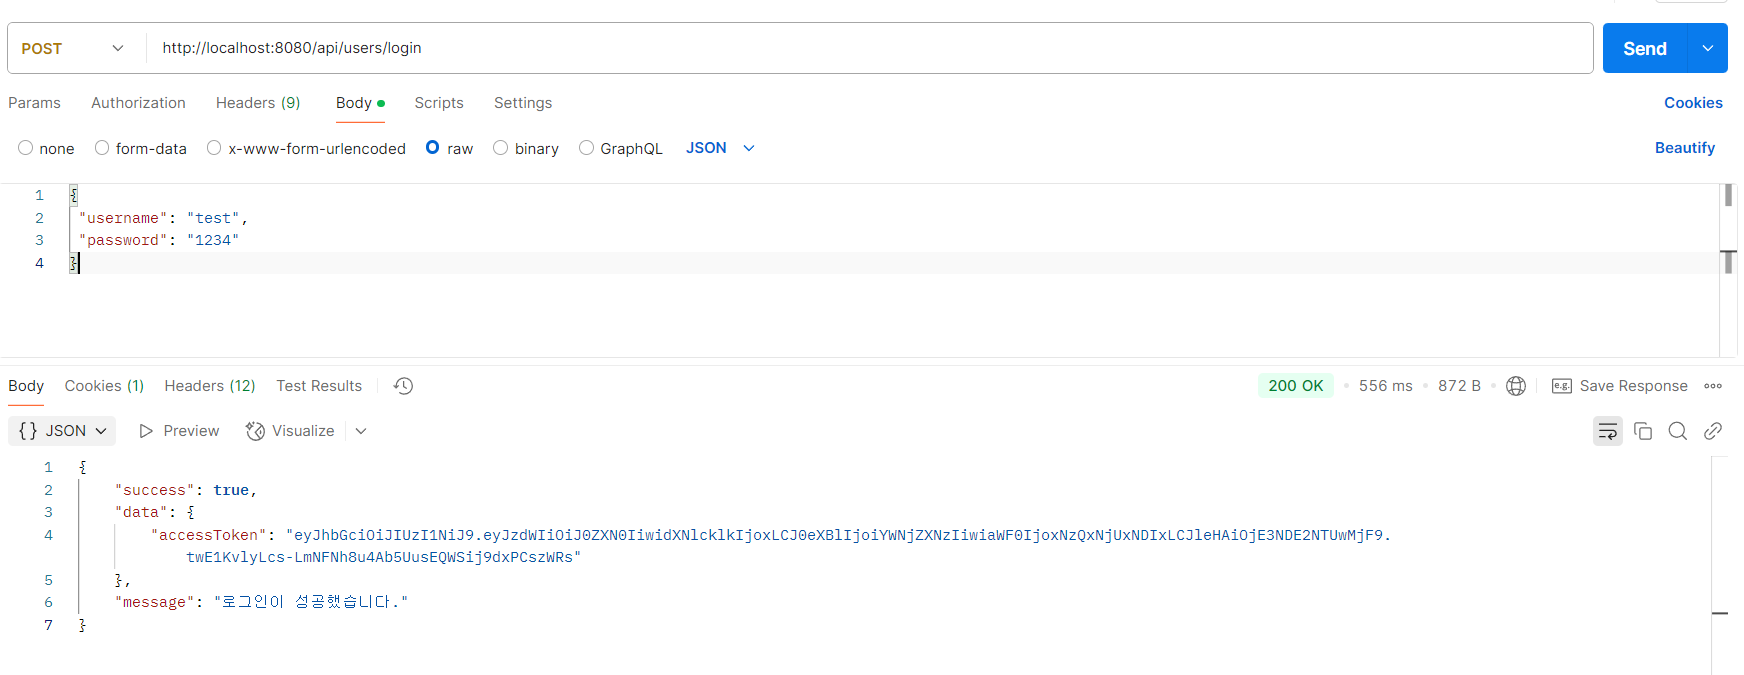 POST http://localhost:8080/api/users/login Send
Params Authorization Headers (9) Body Scripts Settings Cookies
none form-data x-www-form-urlencoded raw binary GraphQL JSON Beautify
1 {
2 "username": "test",
3 "password": "1234"
4 }
Body Cookies (1) Headers (12) Test Results 200 OK 556 ms 872 B e.g. Save Response
{} JSON Preview Visualize
1 {
2 "success": true,
3 "data": {
4 "accessToken": "eyJhbGciOiJIUzI1NiJ9.eyJzdWIiOiJ0ZXN0IiwidXNlcklkIjoxLCJ0eXBlIjoiYWNjZXNzIiwiaWF0IjoxNzQxNjUxNDIxLCJleHAiOjE3NDE2NTUwMjF9.
twE1KvlyLcs-LmNFNh8u4Ab5UusEQWSij9dxPCszWRs"
5 },
6 "message": "로그인이 성공했습니다."
7 }